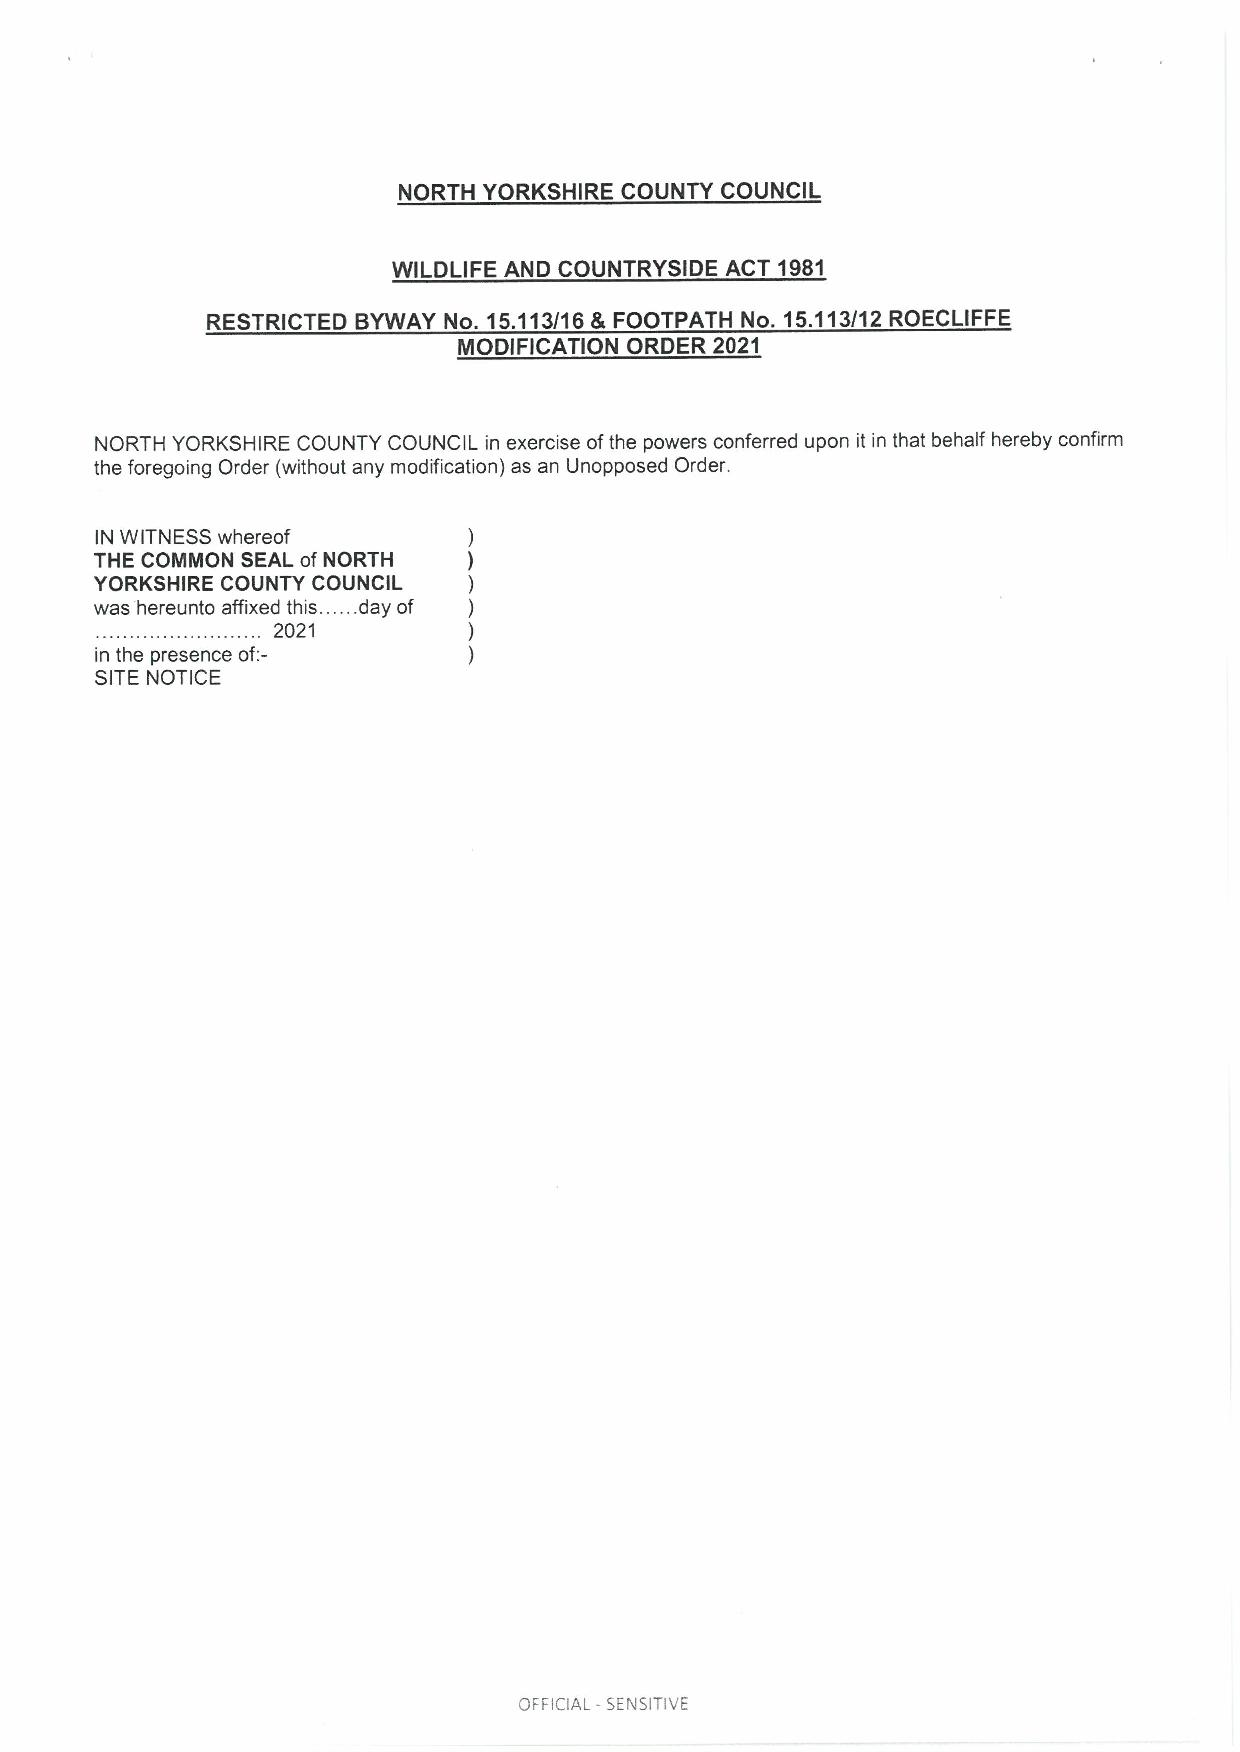 NORTH YORKSHIRE COUNTY COUNCIL
WILDLIFE AND COUNTRYSIDE ACT 1981
RESTRICTED BYWAY No. 15.113/16 & FOOTPATH No. 15.113/12 ROECLIFFE
MODIFICATION ORDER 2021
NORTH YORKSHIRE COUNTY COUNCIL in exercise of the powers conferred upon it in that behalf hereby confirm
the foregoing Order (without any modification) as an Unopposed Order.
IN WITNESS whereof )
THE COMMON SEAL of NORTH )
YORKSHIRE COUNTY COUNCIL )
was hereunto affixed this......day of )
......................... 2021 )
in the presence of:- )
SITE NOTICE
OFFICIAL - SENSITIVE